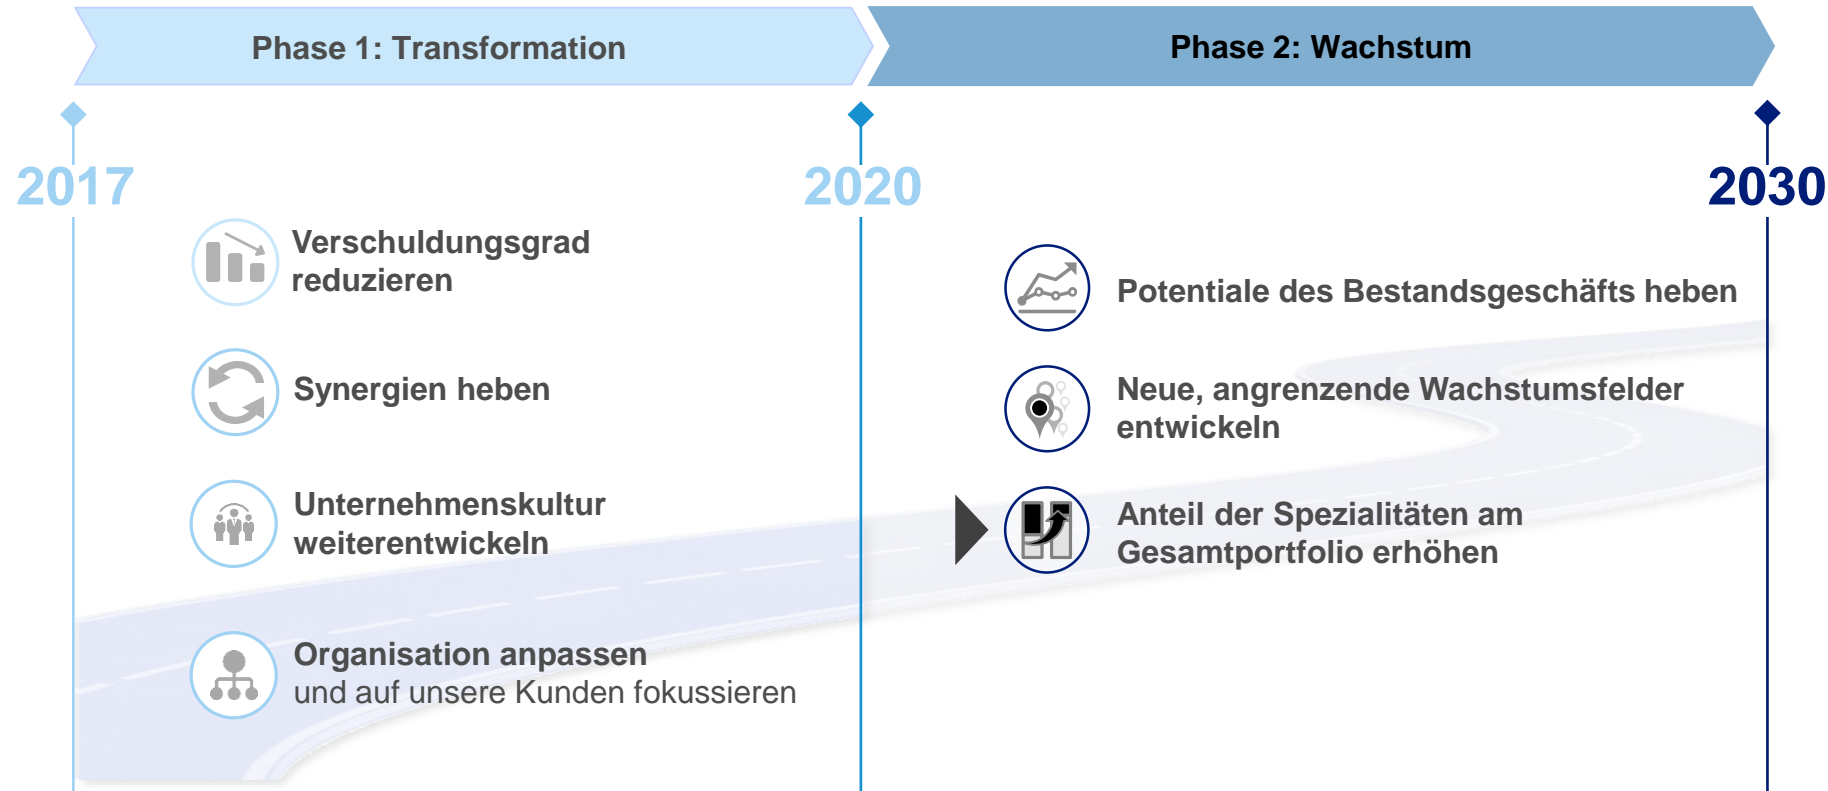 Phase 1: Transformation
Phase 2: Wachstum
2017
2020
2030
Verschuldungsgrad
reduzieren
Synergien heben
Unternehmenskultur
weiterentwickeln
Organisation anpassen
und auf unsere Kunden fokussieren
Potentiale des Bestandsgeschäfts heben
Neue, angrenzende Wachstumsfelder
entwickeln
Anteil der Spezialitäten am
Gesamtportfolio erhöhen